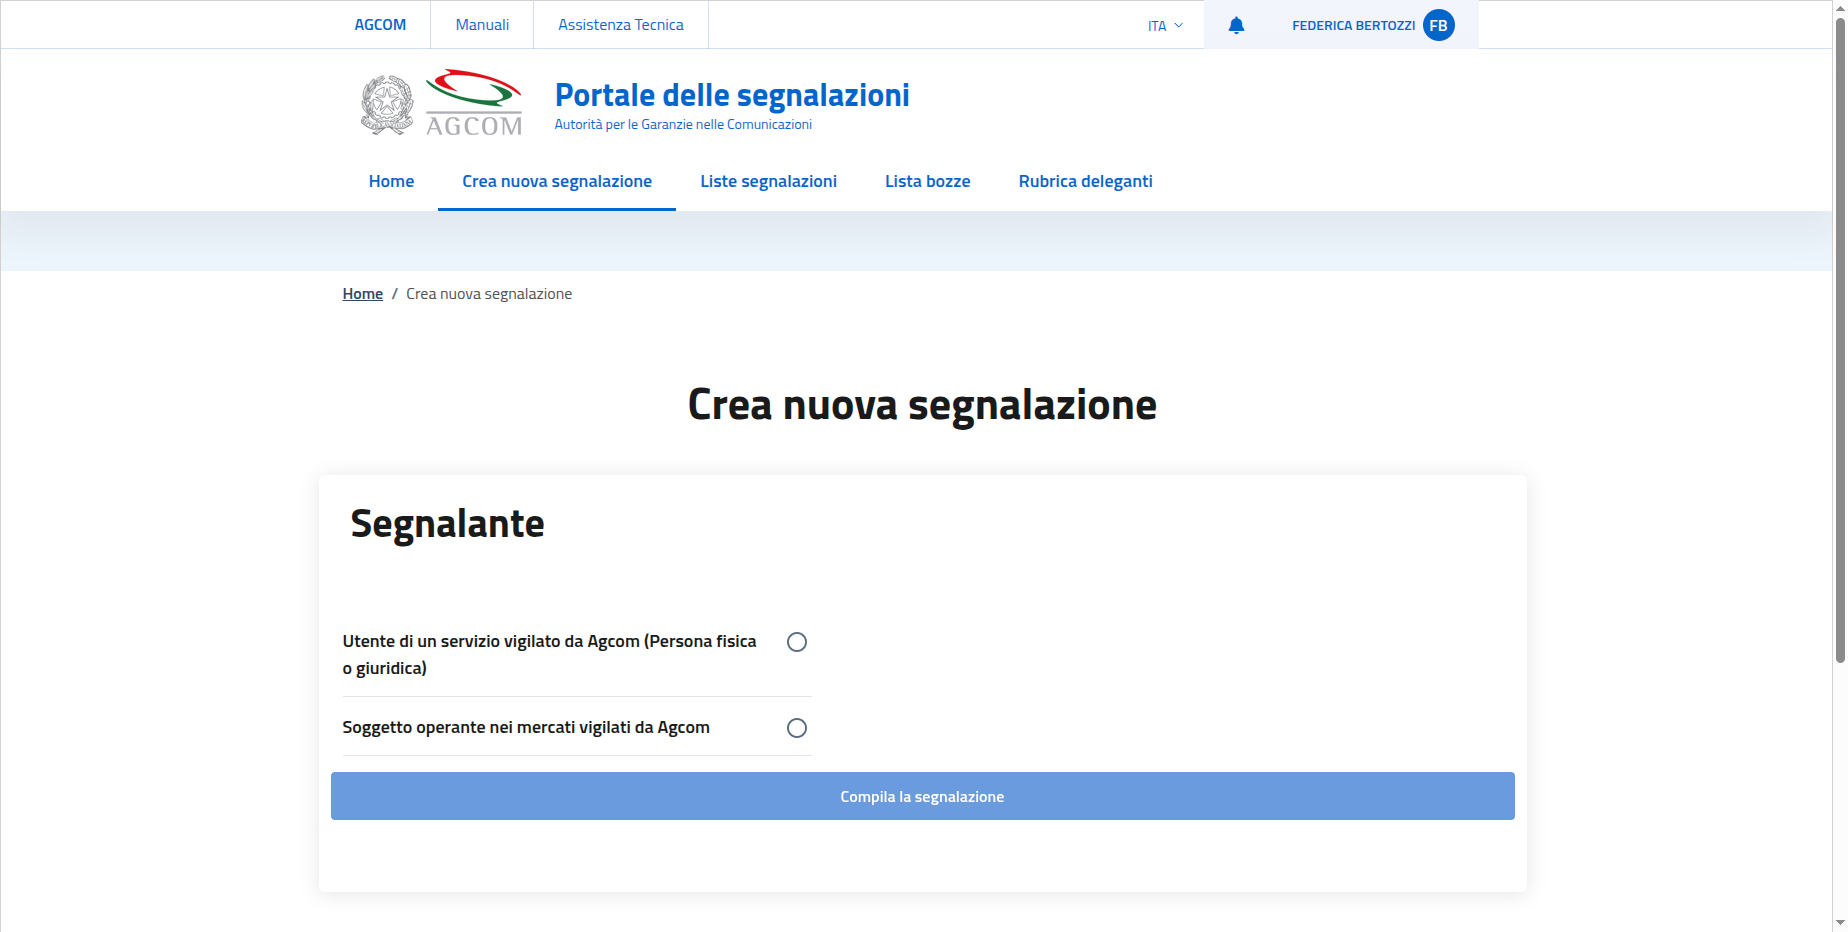 AGCOM
Manuali
Assistenza Tecnica
ITA
FEDERICA BERTOZZI
FB
AGCOM
Portale delle segnalazioni
Autorità per le Garanzie nelle Comunicazioni
Home
Crea nuova segnalazione
Liste segnalazioni
Lista bozze
Rubrica deleganti
Home / Crea nuova segnalazione
Crea nuova segnalazione
Segnalante
Utente di un servizio vigilato da Agcom (Persona fisica
o giuridica)
Soggetto operante nei mercati vigilati da Agcom
Compila la segnalazione